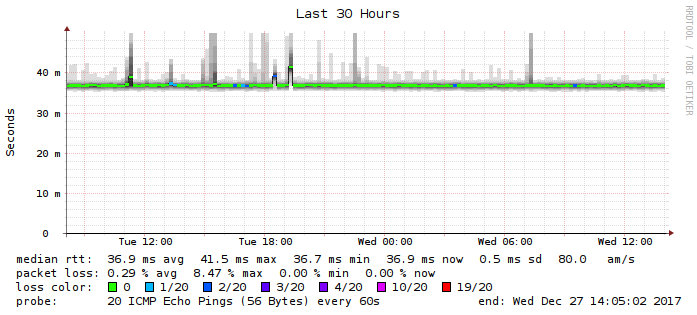 Last 30 Hours
RRDTOOL / TOBI OETIKER
Seconds
40 m
30 m
20 m
10 m
0
Tue 12:00 Tue 18:00 Wed 00:00 Wed 06:00 Wed 12:00
median rtt: 36.9 ms avg 41.5 ms max 36.7 ms min 36.9 ms now 0.5 ms sd 80.0 am/s
packet loss: 0.29 % avg 8.47 % max 0.00 % min 0.00 % now
loss color: 0 1/20 2/20 3/20 4/20 10/20 19/20
probe: 20 ICMP Echo Pings (56 Bytes) every 60s end: Wed Dec 27 14:05:02 2017